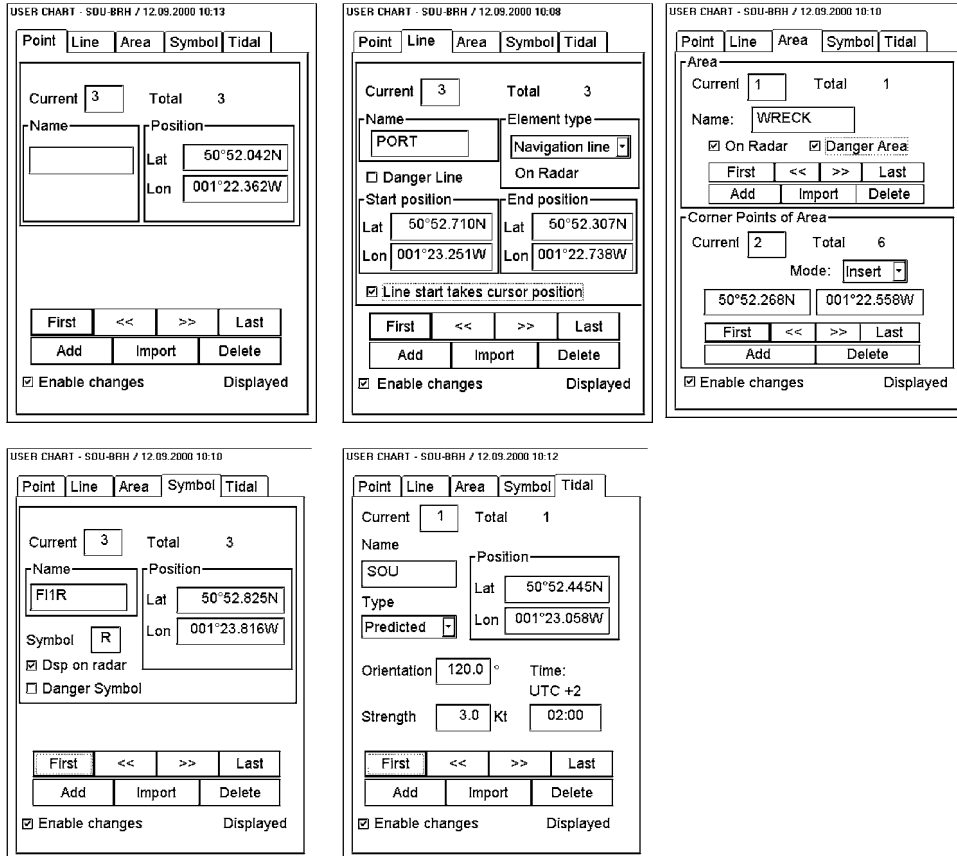 USER CHART - SOU-BRH / 12.09.2000 10:13
Point Line Area Symbol Tidal
Current 3 Total 3
Name
Position
Lat 50°52.042N
Lon 001°22.362W
First << >> Last
Add Import Delete
Enable changes Displayed
USER CHART - SOU-BRH / 12.09.2000 10:08
Point Line Area Symbol Tidal
Current 3 Total 3
Name Element type
PORT Navigation line
Danger Line On Radar
Start position End position
Lat 50°52.710N Lat 50°52.307N
Lon 001°23.251W Lon 001°22.738W
Line start takes cursor position
First << >> Last
Add Import Delete
Enable changes Displayed
USER CHART - SOU-BRH / 12.09.2000 10:10
Point Line Area Symbol Tidal
Area
Current 1 Total 1
Name: WRECK
On Radar Danger Area
First << >> Last
Add Import Delete
Corner Points of Area
Current 2 Total 6
Mode: Insert
50°52.268N 001°22.558W
First << >> Last
Add Delete
Enable changes Displayed
USER CHART - SOU-BRH / 12.09.2000 10:10
Point Line Area Symbol Tidal
Current 3 Total 3
Name Position
FI1R Lat 50°52.825N
Symbol R Lon 001°23.816W
Dsp on radar
Danger Symbol
First << >> Last
Add Import Delete
Enable changes Displayed
USER CHART - SOU-BRH / 12.09.2000 10:12
Point Line Area Symbol Tidal
Current 1 Total 1
Name Position
SOU Lat 50°52.445N
Type Lon 001°23.058W
Predicted
Orientation 120.0 ° Time:
UTC +2
Strength 3.0 Kt 02:00
First << >> Last
Add Import Delete
Enable changes Displayed